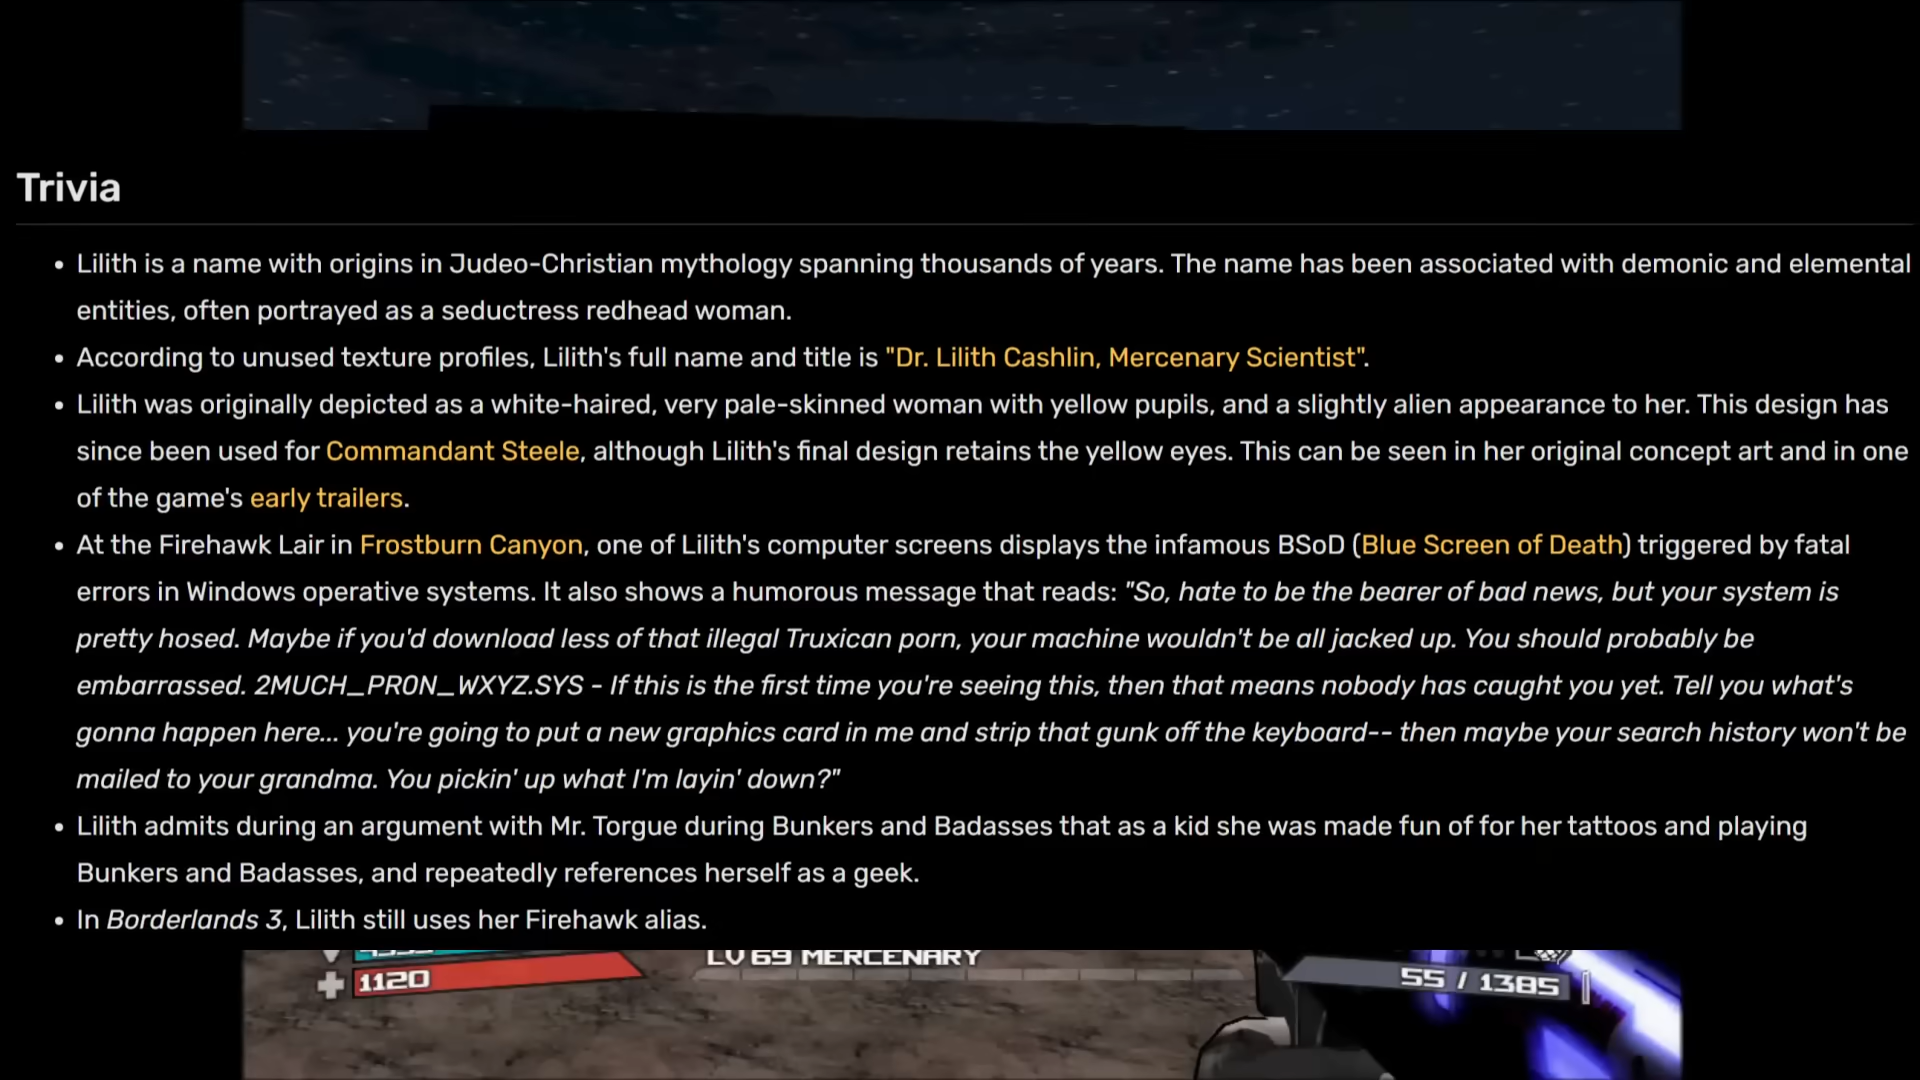 Trivia
• Lilith is a name with origins in Judeo-Christian mythology spanning thousands of years. The name has been associated with demonic and elemental
entities, often portrayed as a seductress redhead woman.
• According to unused texture profiles, Lilith's full name and title is "Dr. Lilith Cashlin, Mercenary Scientist".
• Lilith was originally depicted as a white-haired, very pale-skinned woman with yellow pupils, and a slightly alien appearance to her. This design has
since been used for Commandant Steele, although Lilith's final design retains the yellow eyes. This can be seen in her original concept art and in one
of the game's early trailers.
• At the Firehawk Lair in Frostburn Canyon, one of Lilith's computer screens displays the infamous BSoD (Blue Screen of Death) triggered by fatal
errors in Windows operative systems. It also shows a humorous message that reads: "So, hate to be the bearer of bad news, but your system is
pretty hosed. Maybe if you'd download less of that illegal Truxican porn, your machine wouldn't be all jacked up. You should probably be
embarrassed. 2MUCH_PR0N_WXYZ.SYS - If this is the first time you're seeing this, then that means nobody has caught you yet. Tell you what's
gonna happen here... you're going to put a new graphics card in me and strip that gunk off the keyboard-- then maybe your search history won't be
mailed to your grandma. You pickin' up what I'm layin' down?"
• Lilith admits during an argument with Mr. Torgue during Bunkers and Badasses that as a kid she was made fun of for her tattoos and playing
Bunkers and Badasses, and repeatedly references herself as a geek.
• In Borderlands 3, Lilith still uses her Firehawk alias.
LV 69 MERCENARY
1120
55 / 1385